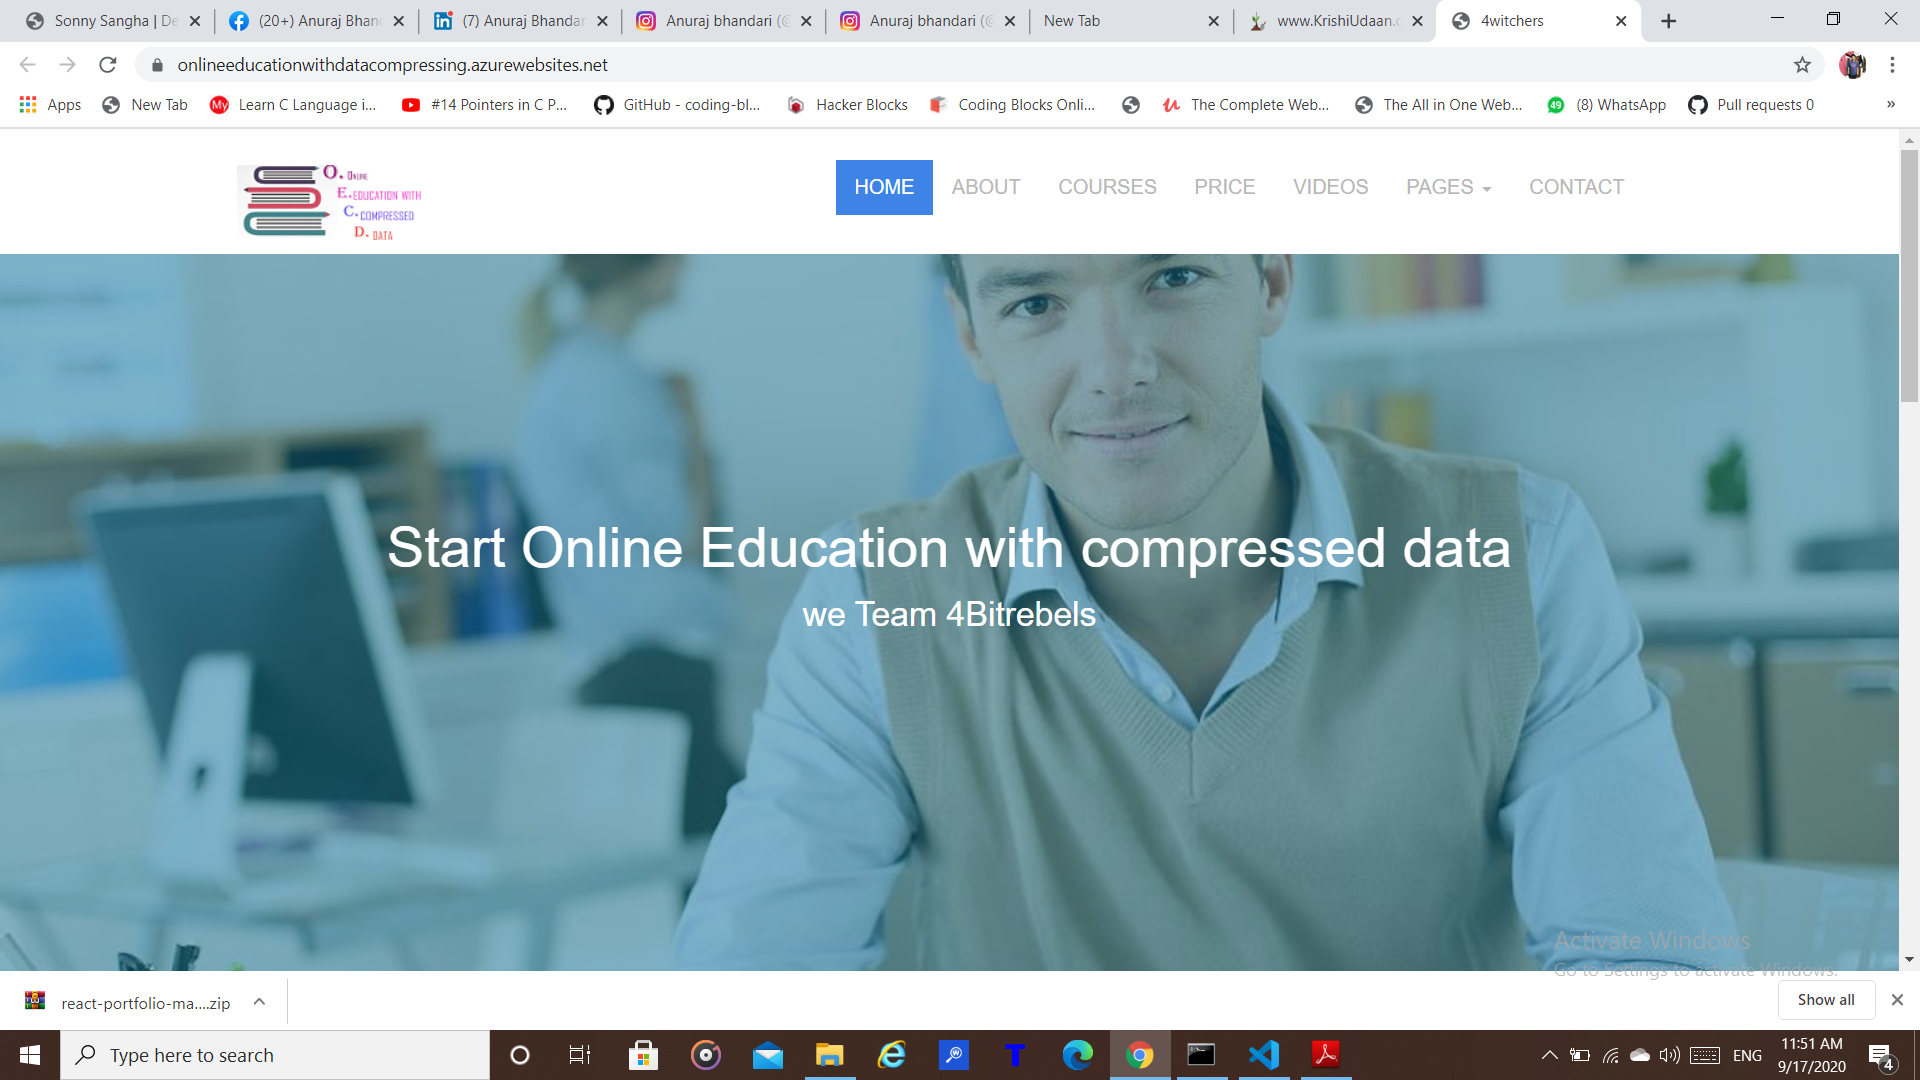 Sonny Sangha | De
(20+) Anuraj Bhand
(7) Anuraj Bhandar
Anuraj bhandari (@
Anuraj bhandari (@
New Tab
www.KrishiUdaan.c
4witchers
onlineeducationwithdatacompressing.azurewebsites.net
Apps
New Tab
My
Learn C Language i...
#14 Pointers in C P...
GitHub - coding-bl...
Hacker Blocks
Coding Blocks Onli...
The Complete Web...
The All in One Web...
49
(8) WhatsApp
Pull requests 0
»
O. ONLINE
E. EDUCATION WITH
C. COMPRESSED
D. DATA
HOME
ABOUT
COURSES
PRICE
VIDEOS
PAGES
CONTACT
Start Online Education with compressed data
we Team 4Bitrebels
Activate Windows
Go to Settings to activate Windows.
react-portfolio-ma....zip
Show all
Type here to search
ENG
11:51 AM
9/17/2020
4